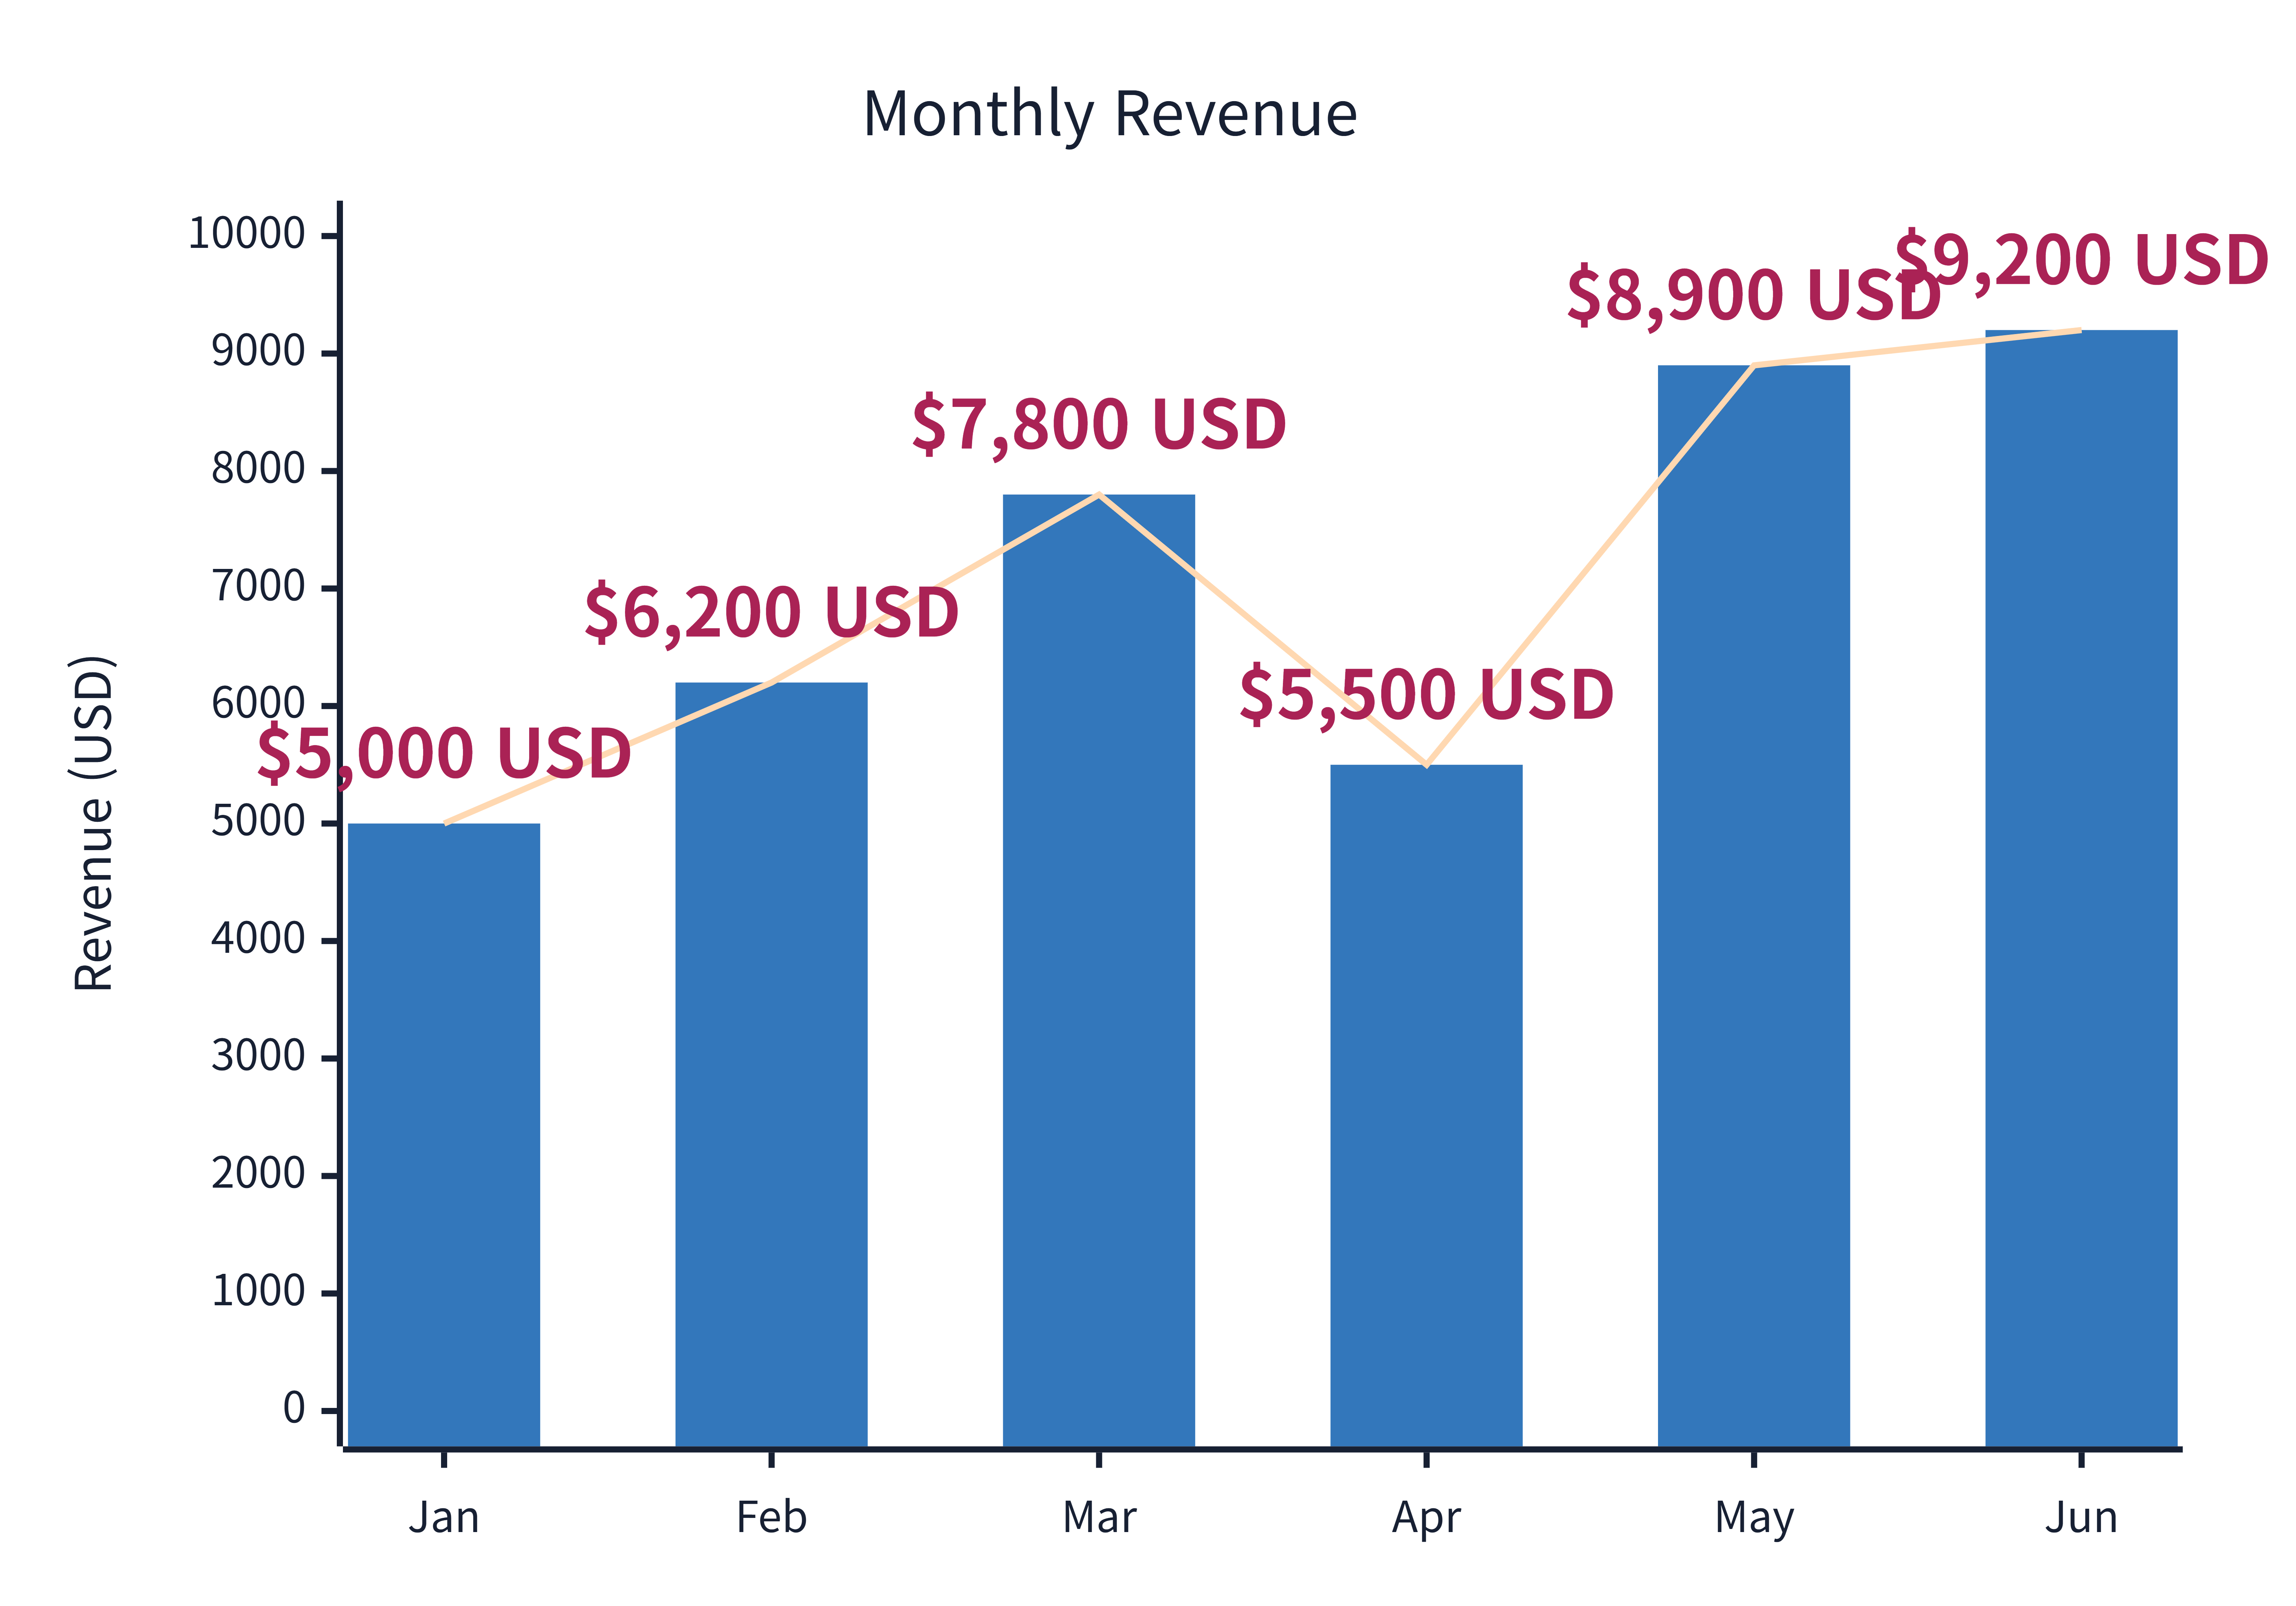 Monthly Revenue
Revenue (USD)
10000
9000
8000
7000
6000
5000
4000
3000
2000
1000
0
$5,000 USD
$6,200 USD
$7,800 USD
$5,500 USD
$8,900 USD
$9,200 USD
Jan
Feb
Mar
Apr
May
Jun